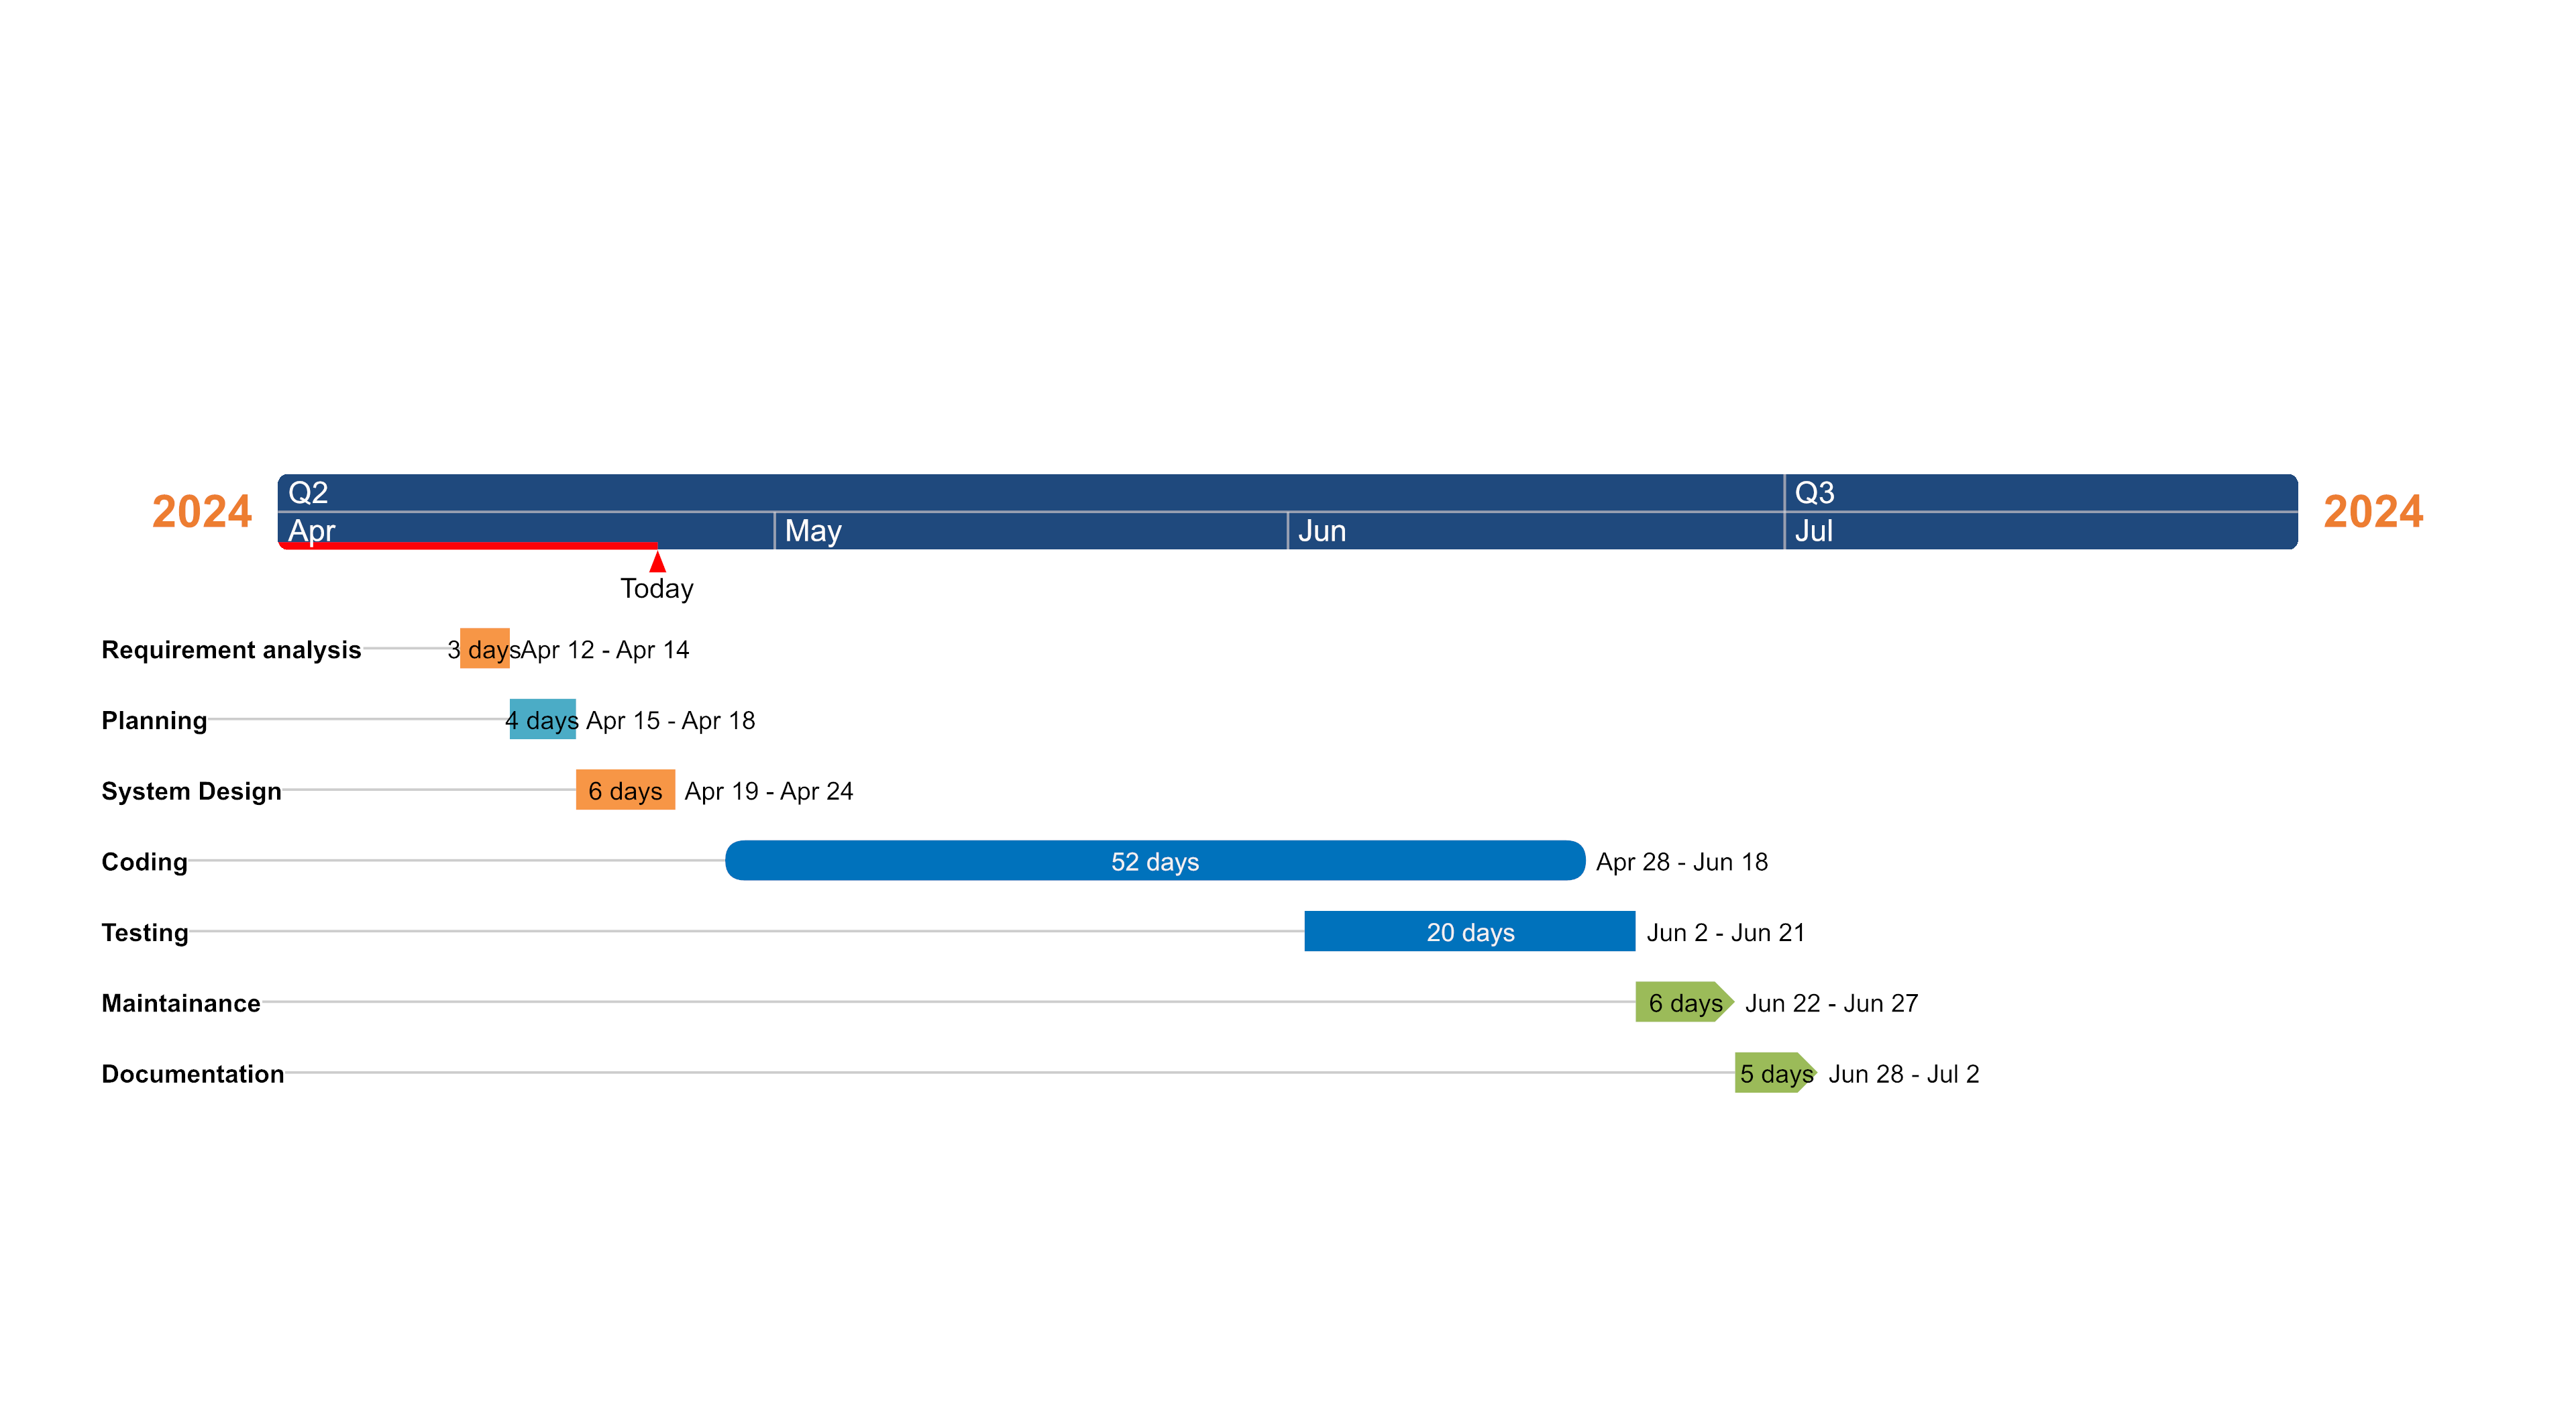 Q2 Q3
2024 2024
Apr May Jun Jul
Today
Requirement analysis 3 days Apr 12 - Apr 14
Planning 4 days Apr 15 - Apr 18
System Design 6 days Apr 19 - Apr 24
Coding 52 days Apr 28 - Jun 18
Testing 20 days Jun 2 - Jun 21
Maintainance 6 days Jun 22 - Jun 27
Documentation 5 days Jun 28 - Jul 2